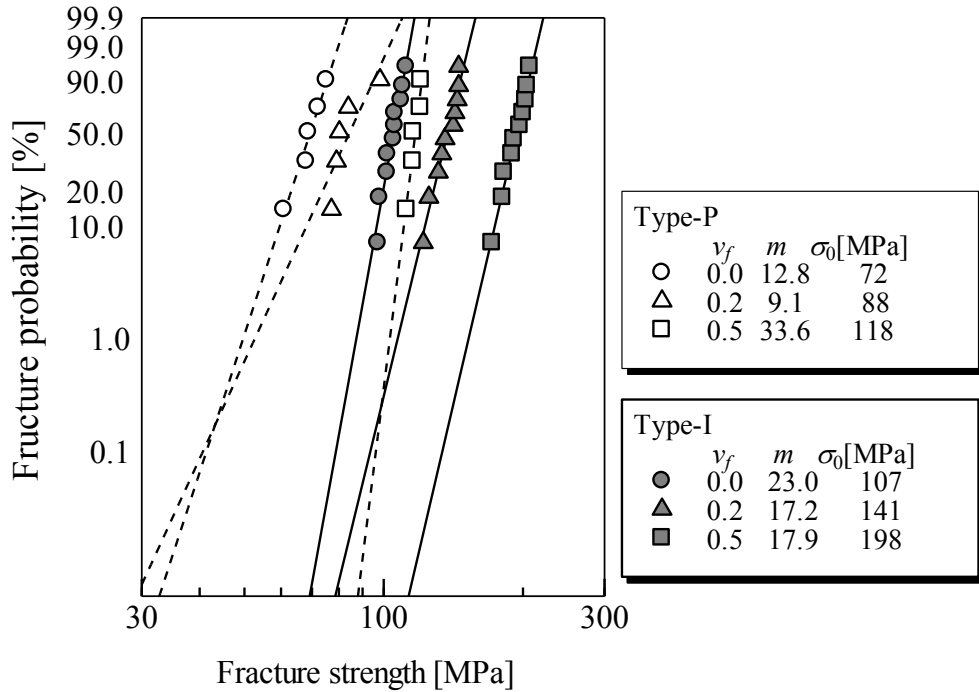 99.9
99.0
90.0
50.0
20.0
10.0
1.0
0.1
Fructure probability [%]
30 100 300
Fracture strength [MPa]
Type-P
v_f m σ₀[MPa]
0.0 12.8 72
0.2 9.1 88
0.5 33.6 118
Type-I
v_f m σ₀[MPa]
0.0 23.0 107
0.2 17.2 141
0.5 17.9 198